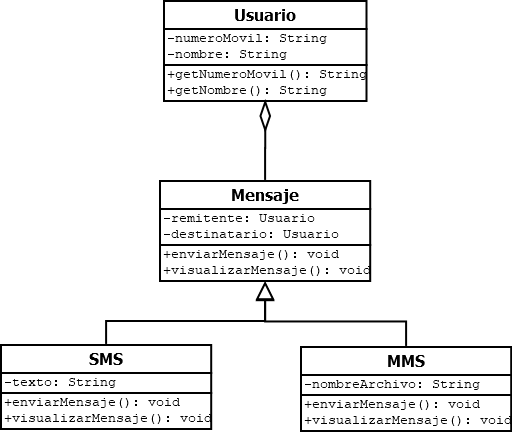 Usuario
-numeroMovil: String
-nombre: String
+getNumeroMovil(): String
+getNombre(): String
Mensaje
-remitente: Usuario
-destinatario: Usuario
+enviarMensaje(): void
+visualizarMensaje(): void
SMS
-texto: String
+enviarMensaje(): void
+visualizarMensaje(): void
MMS
-nombreArchivo: String
+enviarMensaje(): void
+visualizarMensaje(): void